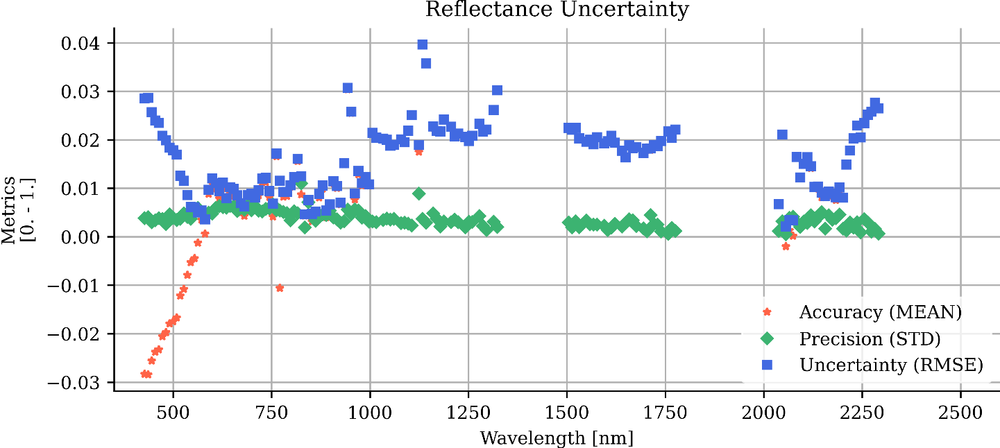 Reflectance Uncertainty
Metrics
[0. - 1.]
0.04
0.03
0.02
0.01
0.00
−0.01
−0.02
−0.03
Accuracy (MEAN)
Precision (STD)
Uncertainty (RMSE)
500 750 1000 1250 1500 1750 2000 2250 2500
Wavelength [nm]